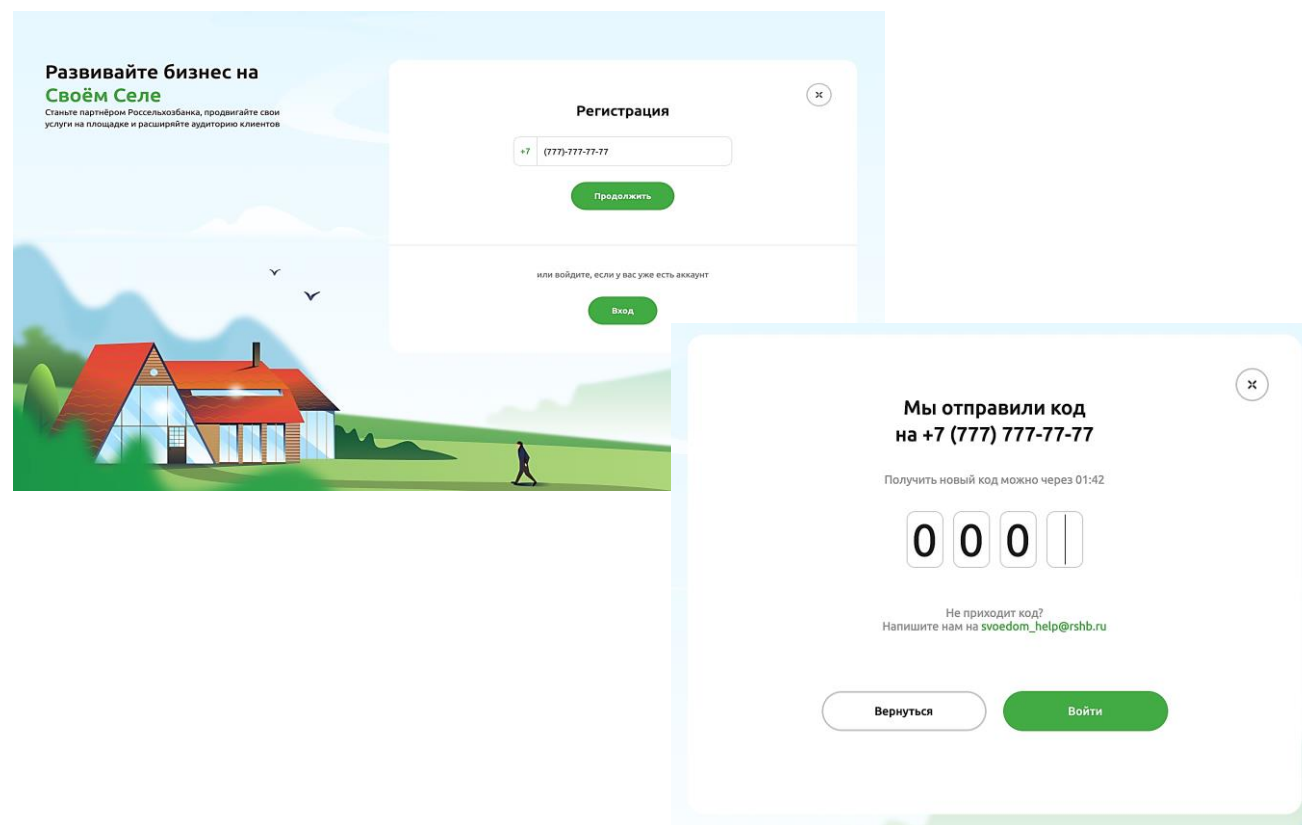 Развивайте бизнес на
Своём Селе
Станьте партнёром Россельхозбанка, продвигайте свои
услуги на площадке и расширяйте аудиторию клиентов
Регистрация
+7 (777)-777-77-77
Продолжить
или войдите, если у вас уже есть аккаунт
Вход
Мы отправили код
на +7 (777) 777-77-77
Получить новый код можно через 01:42
0 0 0
Не приходит код?
Напишите нам на svoedom_help@rshb.ru
Вернуться
Войти